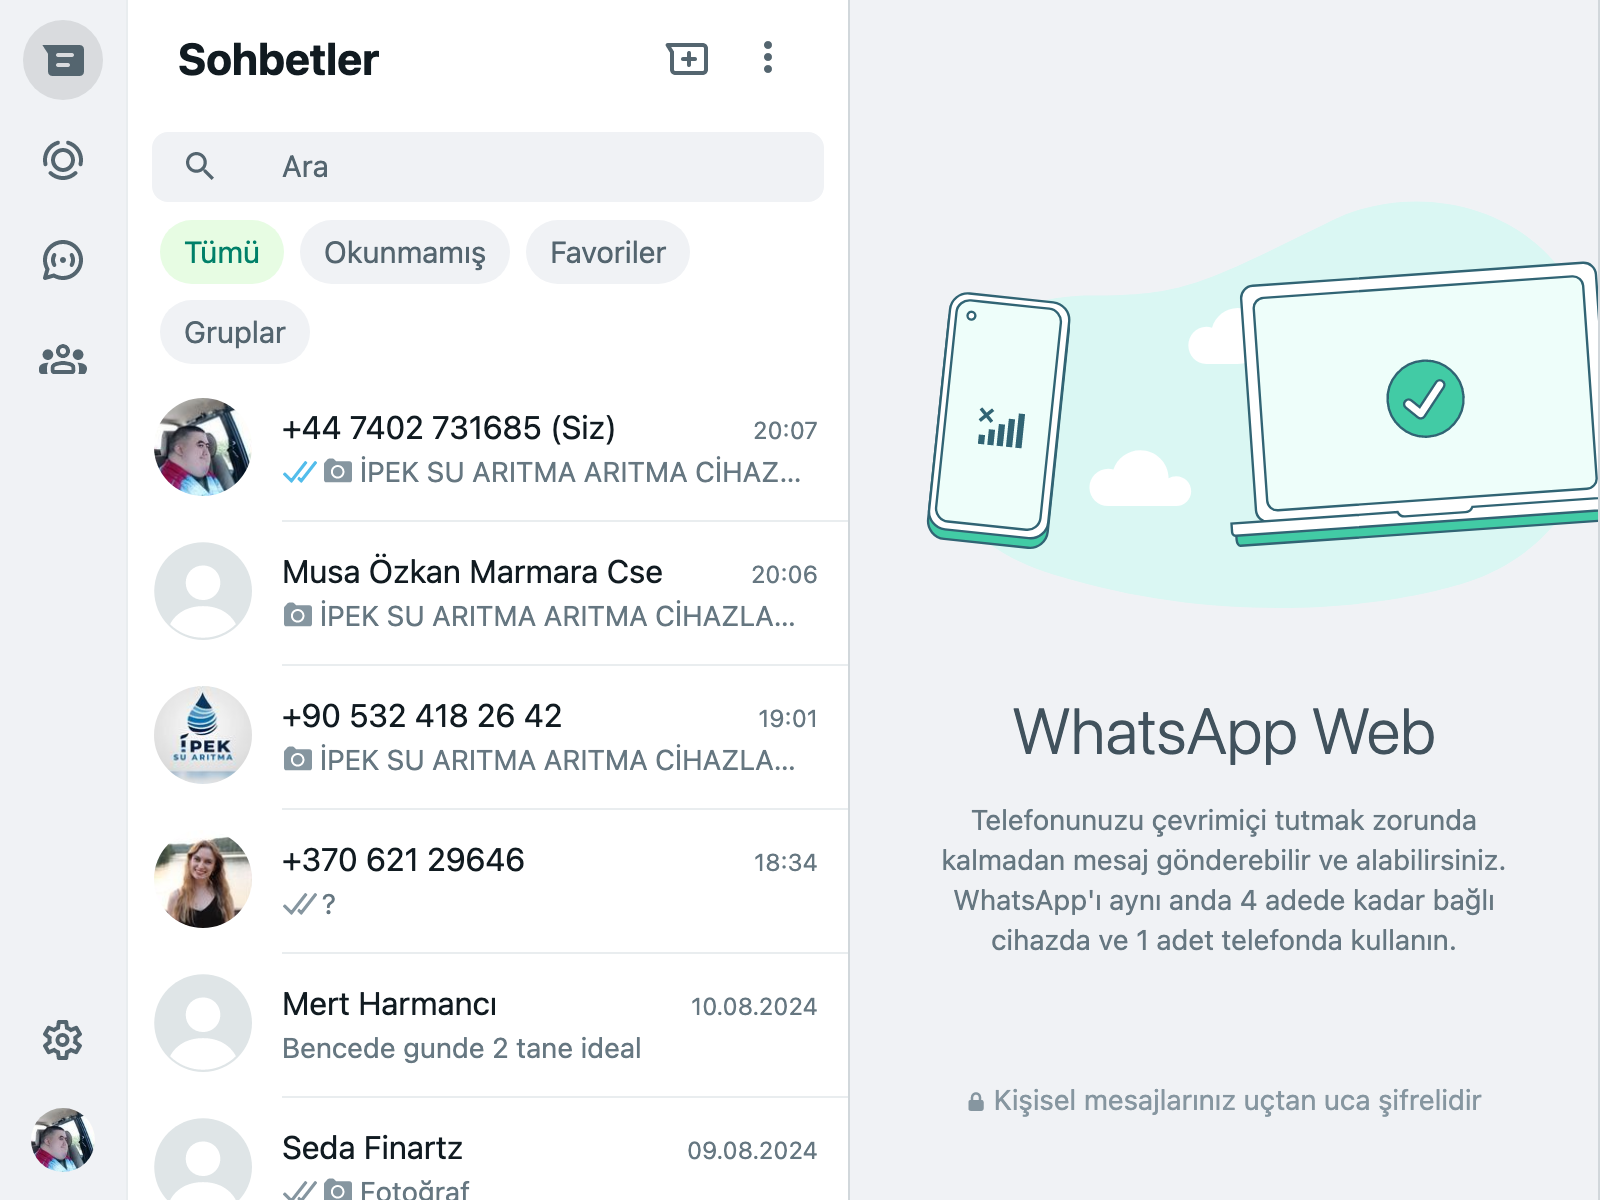 Sohbetler
Ara
Tümü
Okunmamış
Favoriler
Gruplar
+44 7402 731685 (Siz)
20:07
İPEK SU ARITMA ARITMA CİHAZ...
Musa Özkan Marmara Cse
20:06
İPEK SU ARITMA ARITMA CİHAZLA...
İPEK
SU ARITMA
+90 532 418 26 42
19:01
İPEK SU ARITMA ARITMA CİHAZLA...
+370 621 29646
18:34
?
Mert Harmancı
10.08.2024
Bencede gunde 2 tane ideal
Seda Finartz
09.08.2024
Fotoğraf
WhatsApp Web
Telefonunuzu çevrimiçi tutmak zorunda
kalmadan mesaj gönderebilir ve alabilirsiniz.
WhatsApp'ı aynı anda 4 adede kadar bağlı
cihazda ve 1 adet telefonda kullanın.
Kişisel mesajlarınız uçtan uca şifrelidir